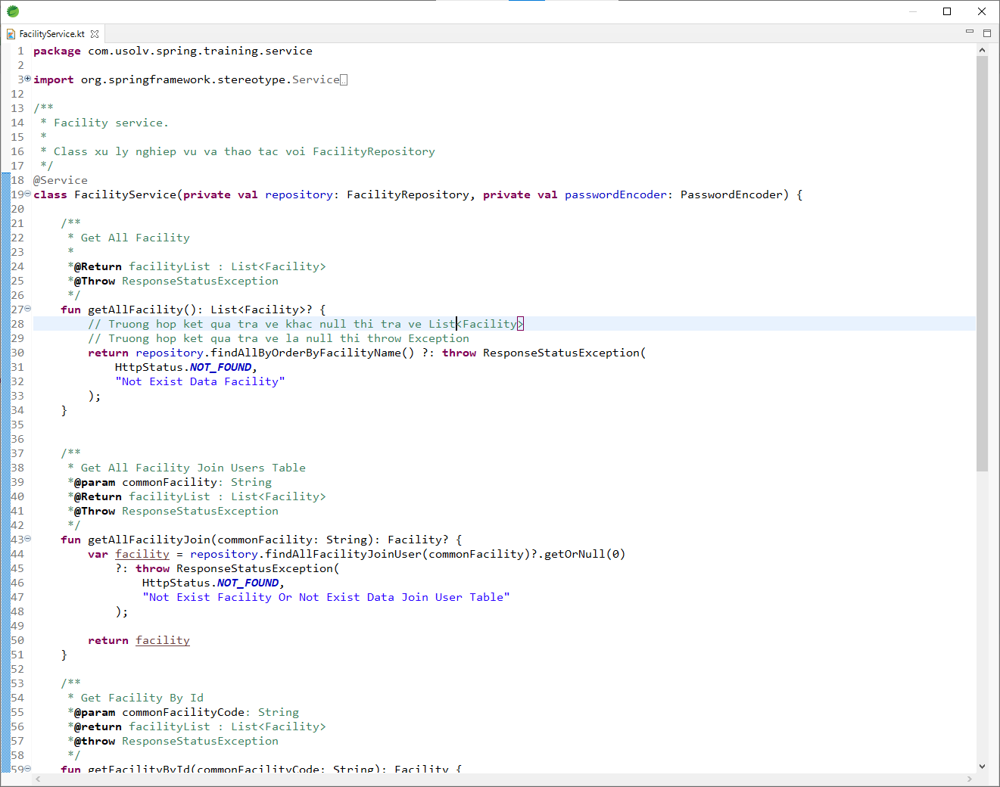 FacilityService.kt
1 package com.usolv.spring.training.service
2
3 import org.springframework.stereotype.Service
12
13 /**
14  * Facility service.
15  *
16  * Class xu ly nghiep vu va thao tac voi FacilityRepository
17  */
18 @Service
19 class FacilityService(private val repository: FacilityRepository, private val passwordEncoder: PasswordEncoder) {
20
21     /**
22      * Get All Facility
23      *
24      *@Return facilityList : List<Facility>
25      *@Throw ResponseStatusException
26      */
27     fun getAllFacility(): List<Facility>? {
28         // Truong hop ket qua tra ve khac null thi tra ve List<Facility>
29         // Truong hop ket qua tra ve la null thi throw Exception
30         return repository.findAllByOrderByFacilityName() ?: throw ResponseStatusException(
31             HttpStatus.NOT_FOUND,
32             "Not Exist Data Facility"
33         );
34     }
35
36
37     /**
38      * Get All Facility Join Users Table
39      *@param commonFacility: String
40      *@Return facilityList : List<Facility>
41      *@Throw ResponseStatusException
42      */
43     fun getAllFacilityJoin(commonFacility: String): Facility? {
44         var facility = repository.findAllFacilityJoinUser(commonFacility)?.getOrNull(0)
45             ?: throw ResponseStatusException(
46                 HttpStatus.NOT_FOUND,
47                 "Not Exist Facility Or Not Exist Data Join User Table"
48             );
49
50         return facility
51     }
52
53     /**
54      * Get Facility By Id
55      *@param commonFacilityCode: String
56      *@return facilityList : List<Facility>
57      *@throw ResponseStatusException
58      */
59     fun getFacilityById(commonFacilityCode: String): Facility {